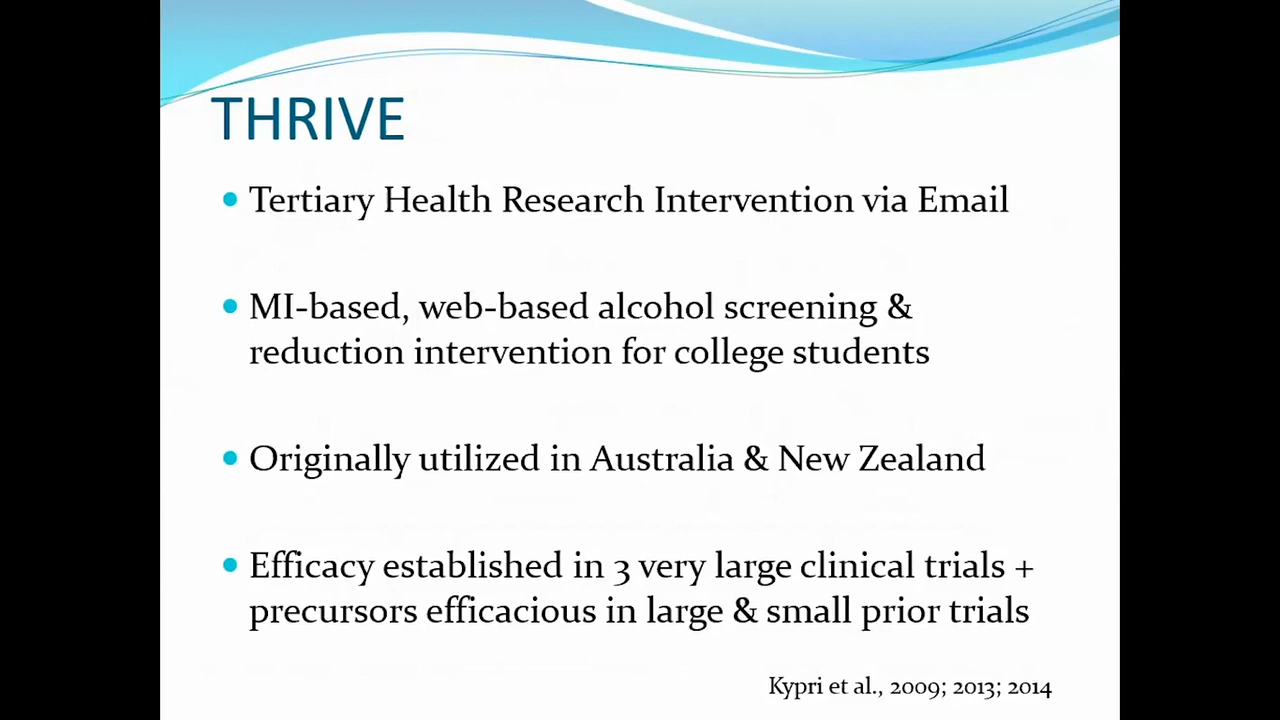 THRIVE
• Tertiary Health Research Intervention via Email
• MI-based, web-based alcohol screening &
reduction intervention for college students
• Originally utilized in Australia & New Zealand
• Efficacy established in 3 very large clinical trials +
precursors efficacious in large & small prior trials
Kypri et al., 2009; 2013; 2014